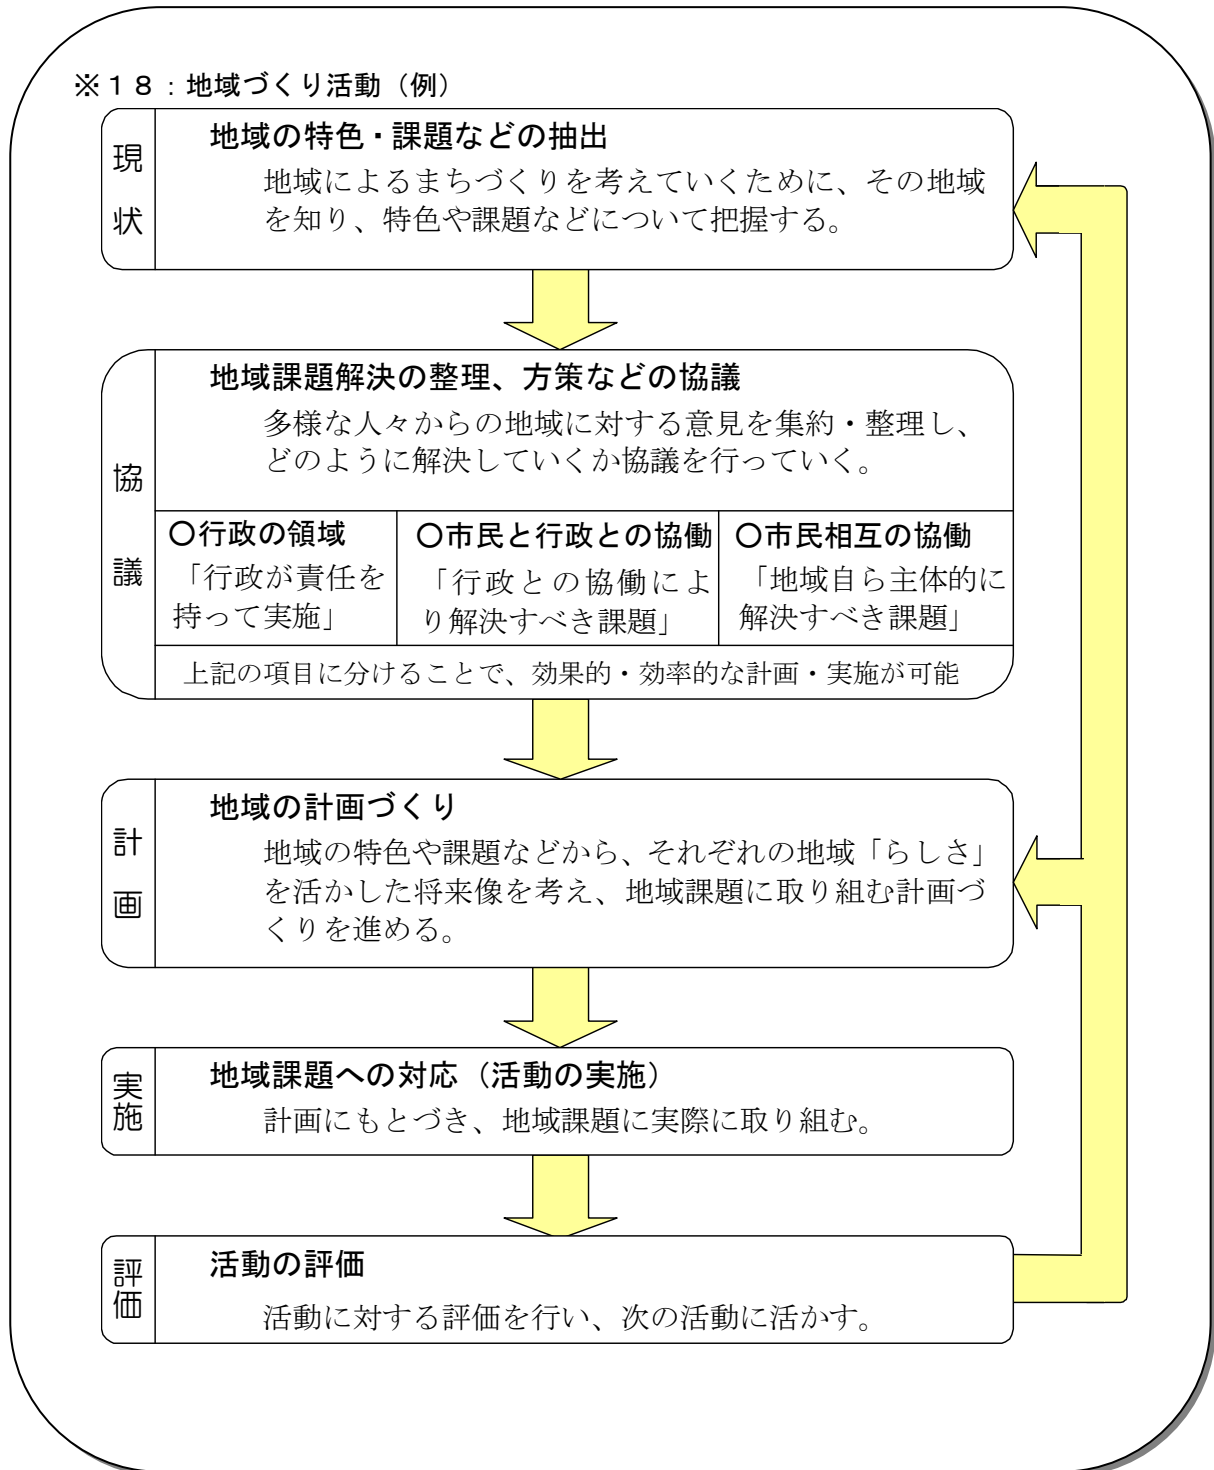 ※１８：地域づくり活動（例）
現状
地域の特色・課題などの抽出
地域によるまちづくりを考えていくために、その地域
を知り、特色や課題などについて把握する。
協議
地域課題解決の整理、方策などの協議
多様な人々からの地域に対する意見を集約・整理し、
どのように解決していくか協議を行っていく。
○行政の領域
「行政が責任を
持って実施」
○市民と行政との協働
「行政との協働によ
り解決すべき課題」
○市民相互の協働
「地域自ら主体的に
解決すべき課題」
上記の項目に分けることで、効果的・効率的な計画・実施が可能
計画
地域の計画づくり
地域の特色や課題などから、それぞれの地域「らしさ」
を活かした将来像を考え、地域課題に取り組む計画づ
くりを進める。
実施
地域課題への対応（活動の実施）
計画にもとづき、地域課題に実際に取り組む。
評価
活動の評価
活動に対する評価を行い、次の活動に活かす。